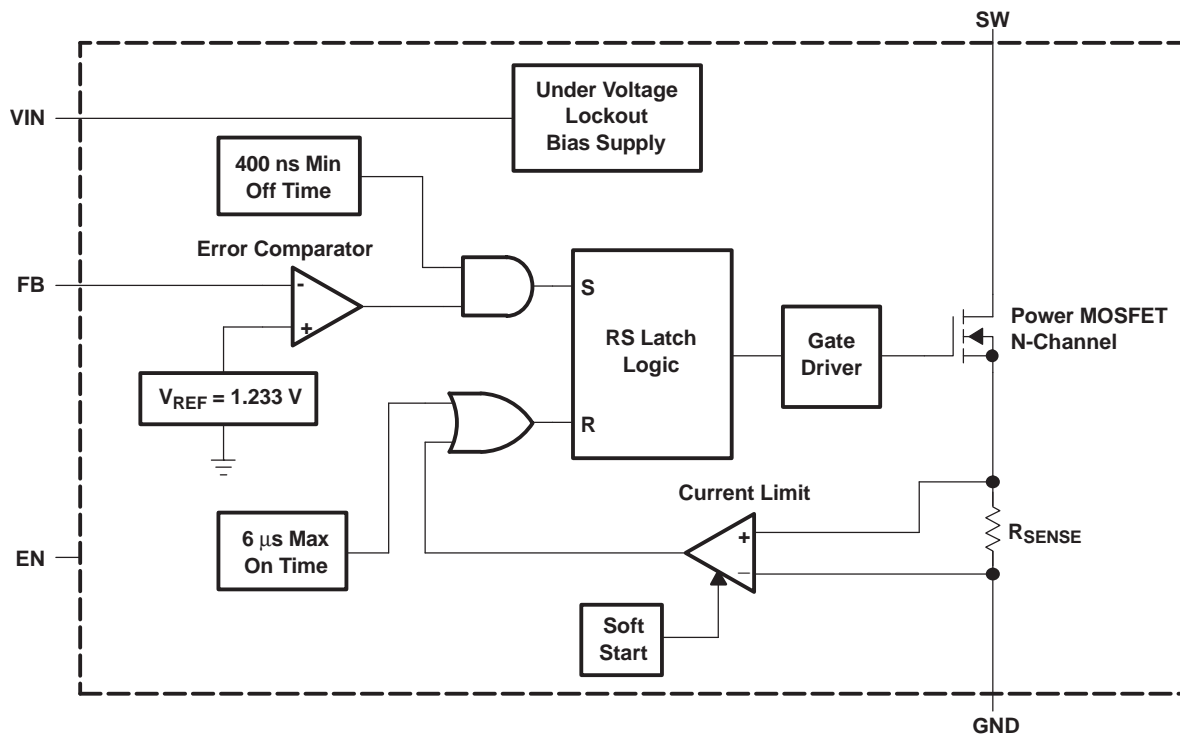 SW
VIN
Under Voltage
Lockout
Bias Supply
400 ns Min
Off Time
Error Comparator
FB
-
+
S
RS Latch
Logic
R
Gate
Driver
Power MOSFET
N-Channel
VREF = 1.233 V
Current Limit
6 μs Max
On Time
EN
+
–
RSENSE
Soft
Start
GND